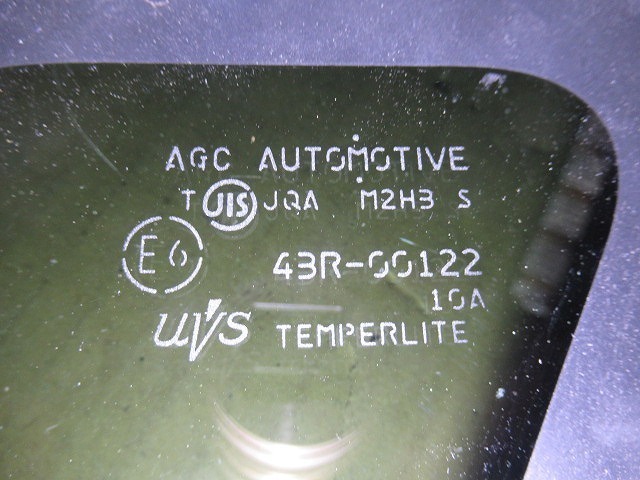 AGC AUTOMOTIVE
T JIS JQA M2H3 S
E6 43R-00122
10A
UVS TEMPERLITE